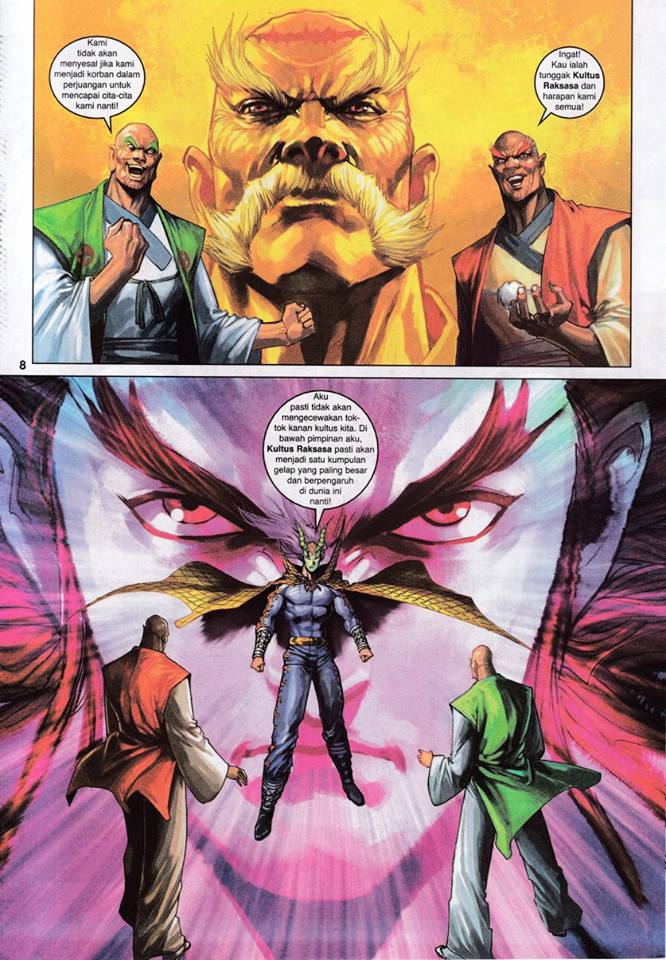 Kami
tidak akan
menyesal jika kami
menjadi korban dalam
perjuangan untuk
mencapai cita-cita
kami nanti!
Ingat!
Kau ialah
tunggak Kultus
Raksasa dan
harapan kami
semua!
8
Aku
pasti tidak akan
mengecewakan tok-
tok kanan kultus kita. Di
bawah pimpinan aku,
Kultus Raksasa pasti akan
menjadi satu kumpulan
gelap yang paling besar
dan berpengaruh
di dunia ini
nanti!